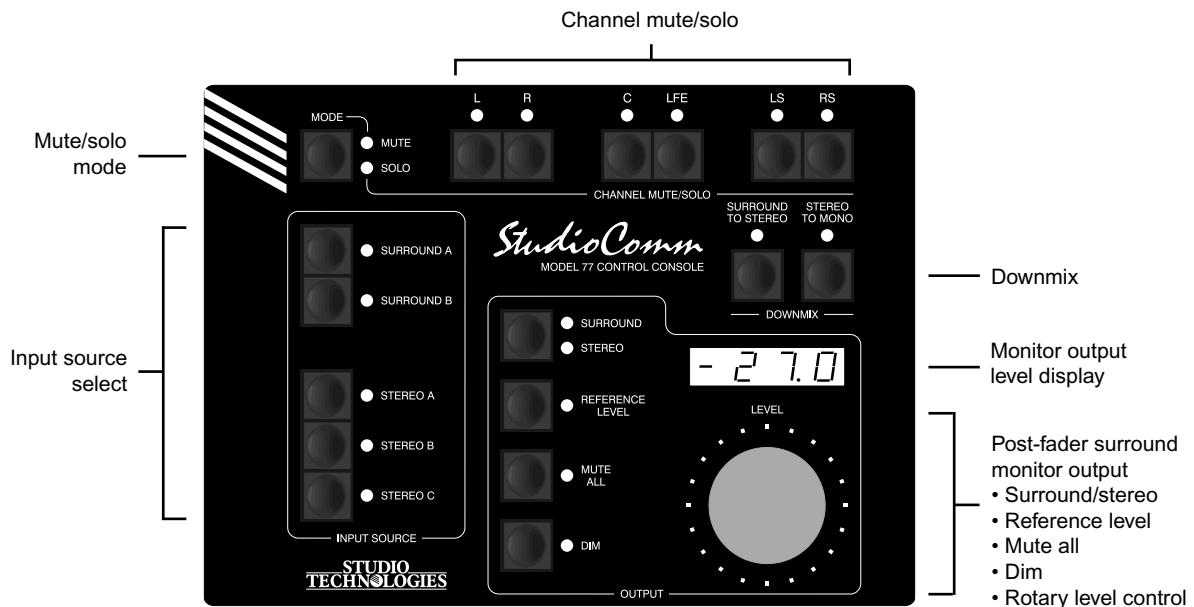 Channel mute/solo
L R C LFE LS RS
MODE
MUTE
SOLO
Mute/solo
mode
CHANNEL MUTE/SOLO
SURROUND
TO STEREO
STEREO
TO MONO
SURROUND A
SURROUND B
StudioComm
MODEL 77 CONTROL CONSOLE
Downmix
DOWNMIX
Input source
select
STEREO A
STEREO B
STEREO C
INPUT SOURCE
SURROUND
STEREO
- 27.0
Monitor output
level display
REFERENCE
LEVEL
LEVEL
MUTE
ALL
DIM
OUTPUT
Post-fader surround
monitor output
• Surround/stereo
• Reference level
• Mute all
• Dim
• Rotary level control
STUDIO
TECHNOLOGIES